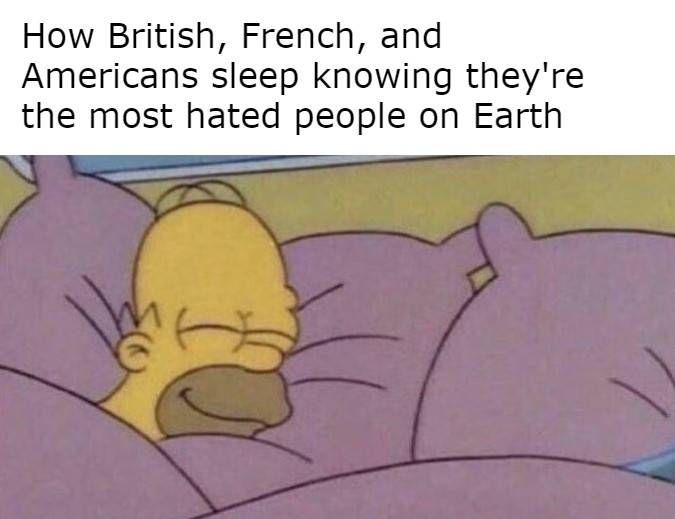 How British, French, and
Americans sleep knowing they're
the most hated people on Earth